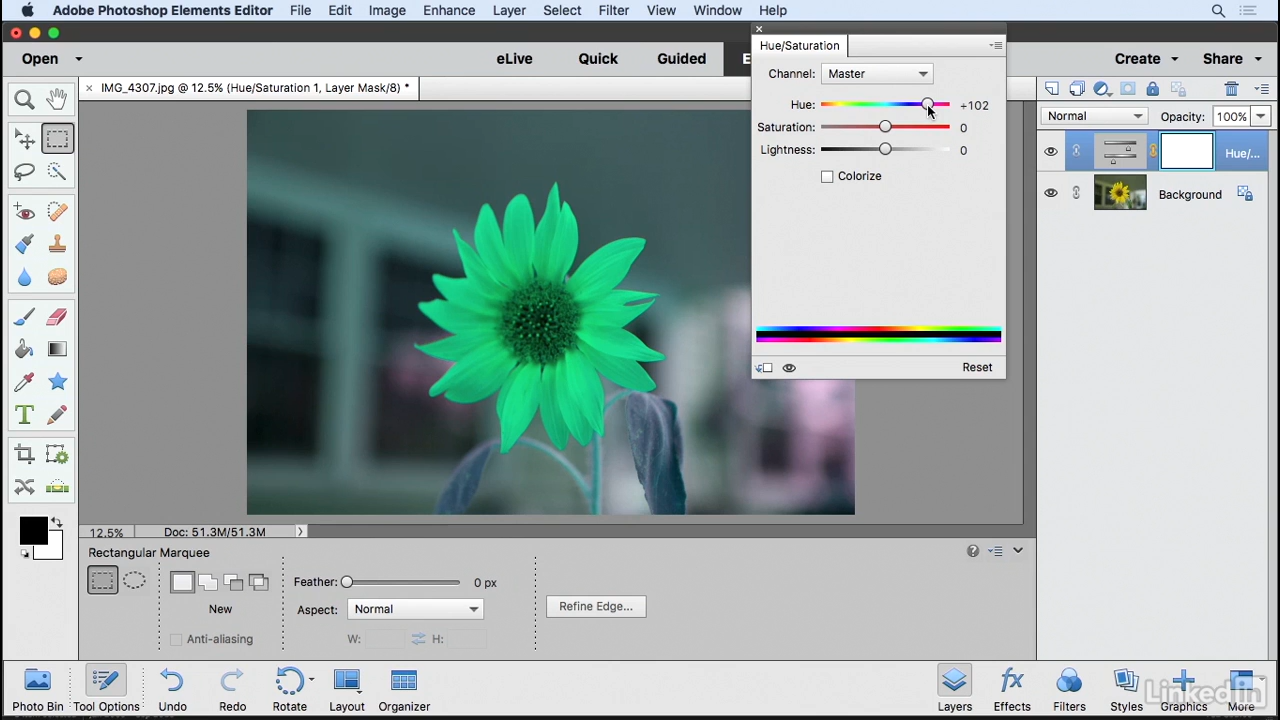 Adobe Photoshop Elements Editor File Edit Image Enhance Layer Select Filter View Window Help
Open eLive Quick Guided E Create Share
Hue/Saturation
Channel: Master
Hue: +102
Saturation: 0
Lightness: 0
Colorize
Reset
× IMG_4307.jpg @ 12.5% (Hue/Saturation 1, Layer Mask/8) *
Normal Opacity: 100%
Hue/...
Background
12.5% Doc: 51.3M/51.3M
Rectangular Marquee
New
Anti-aliasing
Feather: 0 px
Aspect: Normal
W: H:
Refine Edge...
Photo Bin Tool Options Undo Redo Rotate Layout Organizer Layers Effects Filters Styles Graphics More
LinkedIn